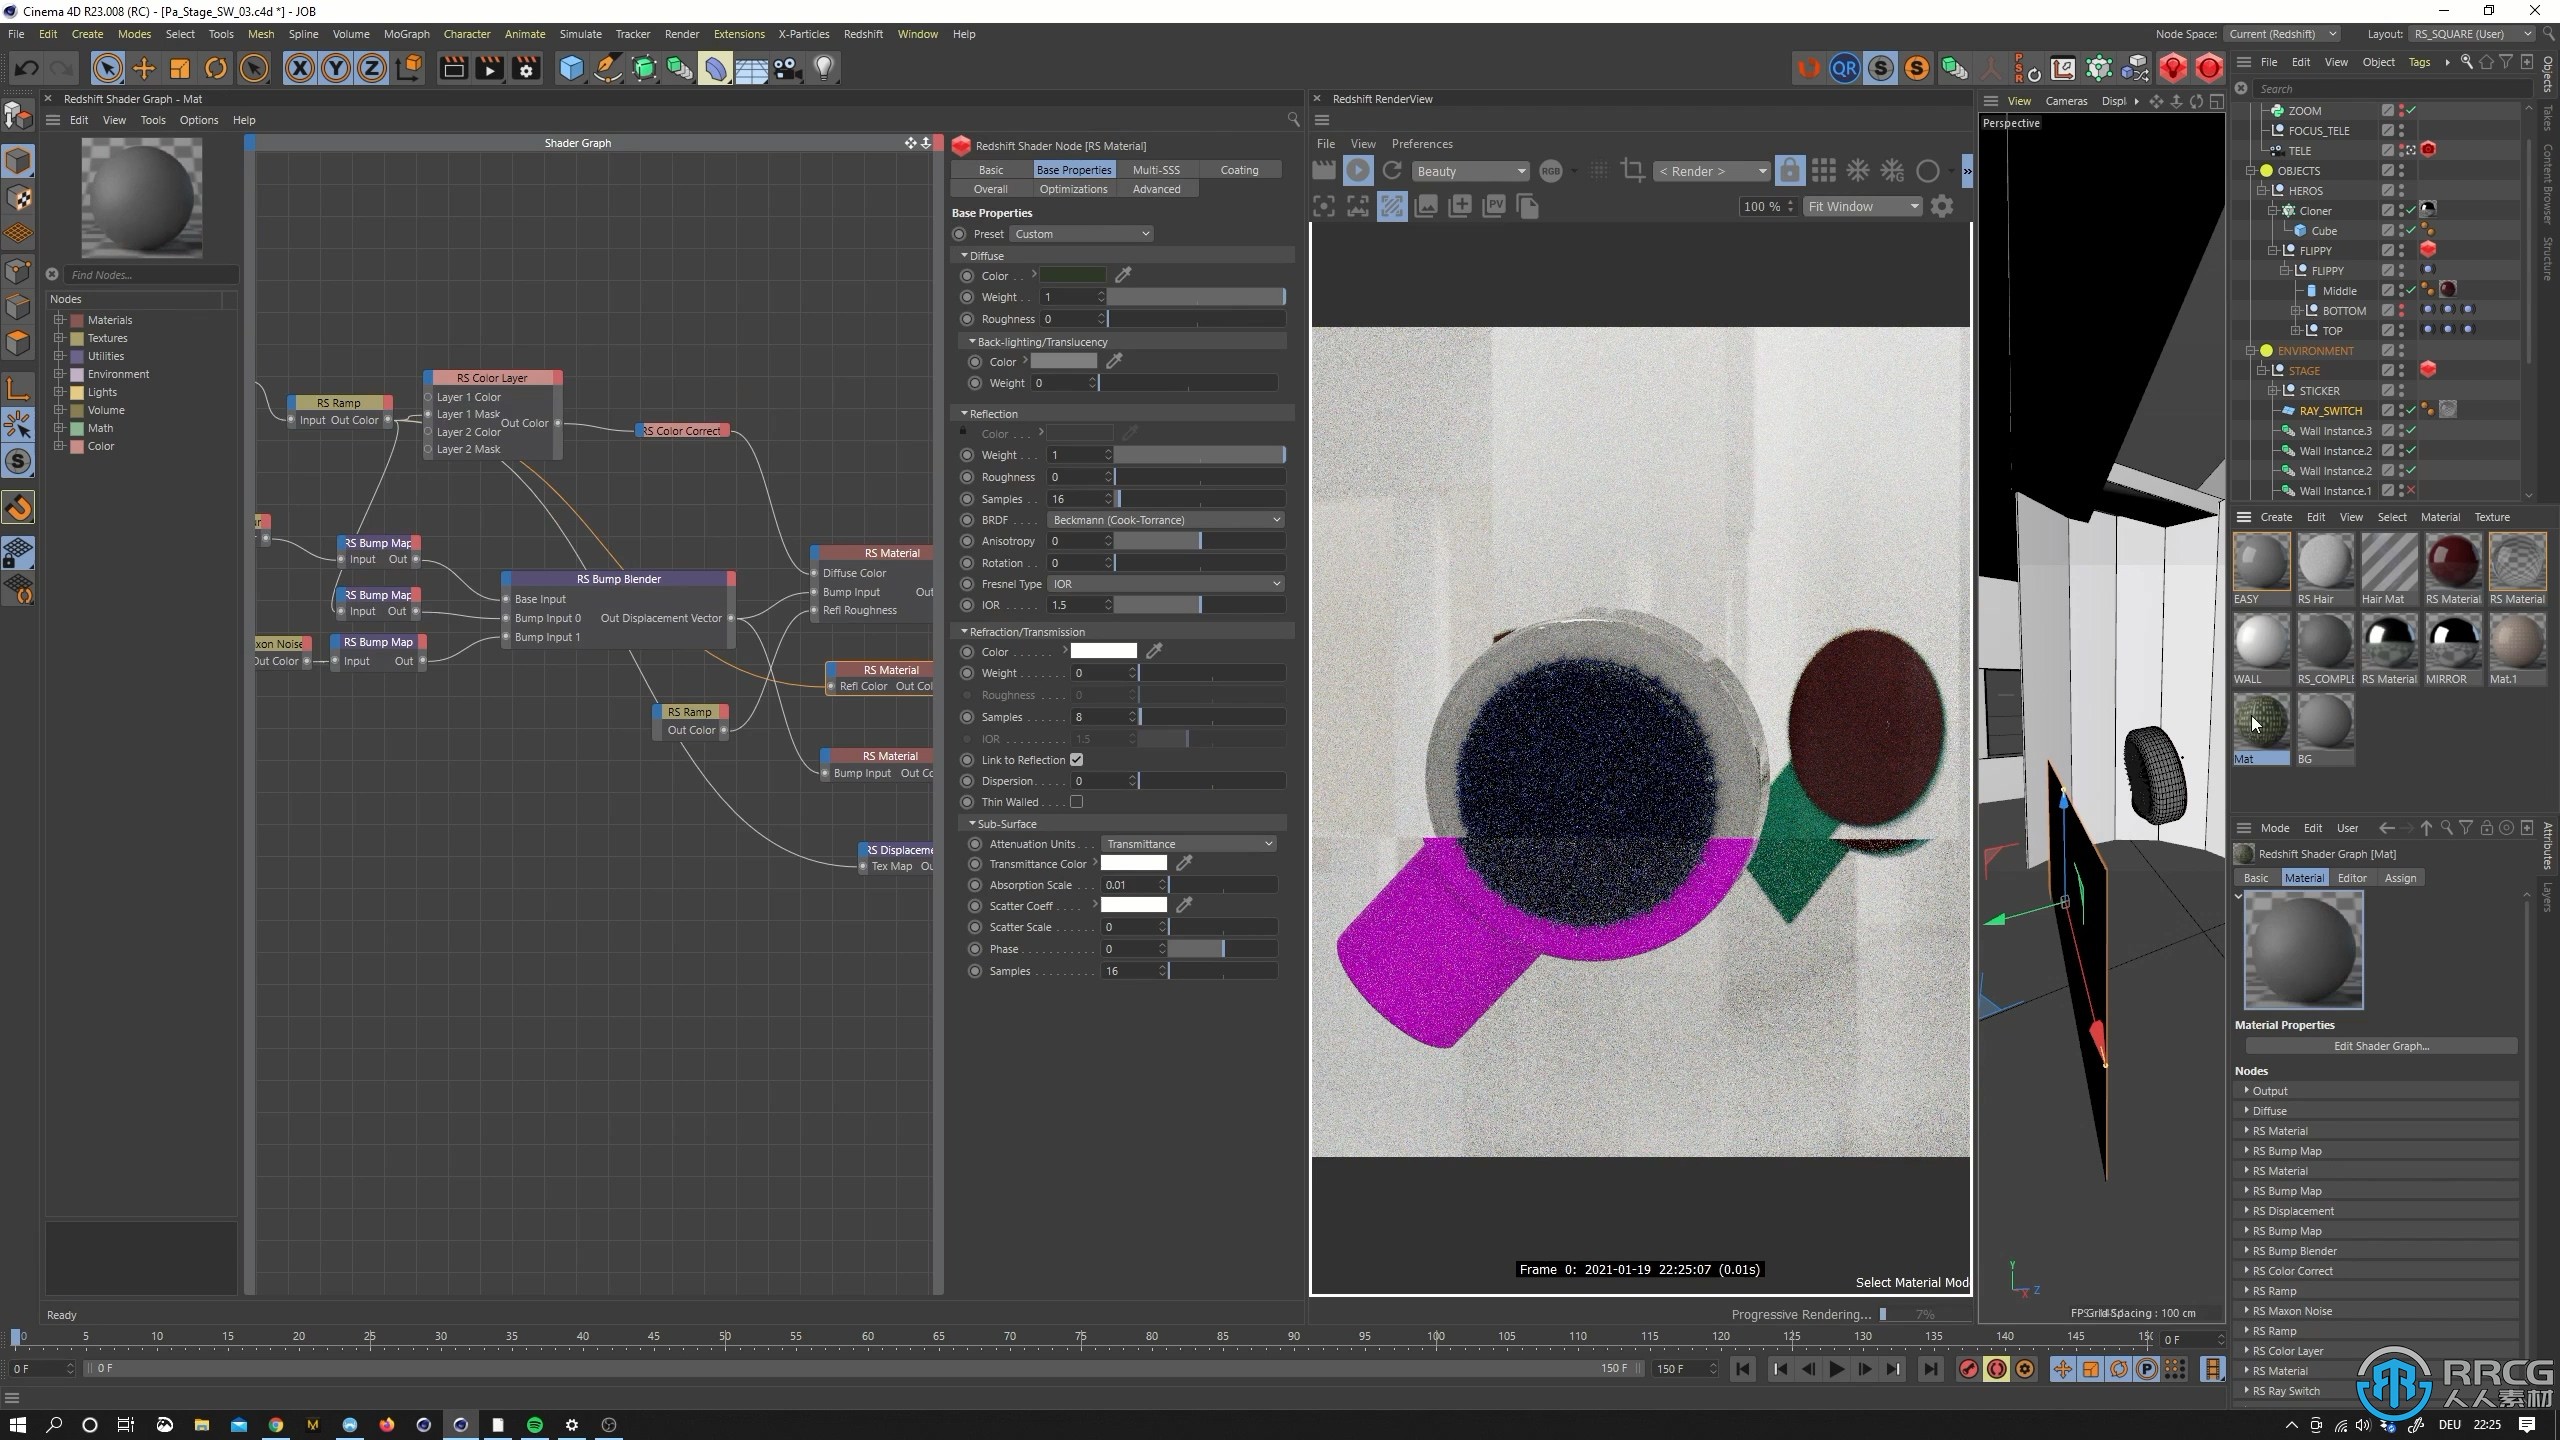 Cinema 4D R23.008 (RC) - [Pa_Stage_SW_03.c4d *] - JOB
File Edit Create Modes Select Tools Mesh Spline Volume MoGraph Character Animate Simulate Tracker Render Extensions X-Particles Redshift Window Help
Node Space: Current (Redshift) Layout: RS_SQUARE (User)
X Y Z
QR S S PSR
Redshift Shader Graph - Mat
Edit View Tools Options Help
Find Nodes...
Nodes
Materials
Textures
Utilities
Environment
Lights
Volume
Math
Color
Shader Graph
RS Ramp
Input Out Color
RS Color Layer
Layer 1 Color
Layer 1 Mask
Out Color
Layer 2 Color
Layer 2 Mask
RS Color Correct
RS Bump Map
Input Out
RS Bump Map
Input Out
xon Noise
Out Color
RS Bump Map
Input Out
RS Bump Blender
Base Input
Bump Input 0
Out Displacement Vector
Bump Input 1
RS Material
Diffuse Color
Bump Input
Refl Roughness
RS Material
Refl Color Out Col
RS Ramp
Out Color
RS Material
Bump Input Out Cc
RS Displaceme
Tex Map
Redshift Shader Node [RS Material]
Basic Base Properties Multi-SSS Coating
Overall Optimizations Advanced
Base Properties
Preset Custom
Diffuse
Color
Weight 1
Roughness 0
Back-lighting/Translucency
Color
Weight 0
Reflection
Color
Weight 1
Roughness 0
Samples 16
BRDF Beckmann (Cook-Torrance)
Anisotropy 0
Rotation 0
Fresnel Type IOR
IOR 1.5
Refraction/Transmission
Color
Weight 0
Roughness 0
Samples 8
IOR 1.5
Link to Reflection
Dispersion 0
Thin Walled
Sub-Surface
Attenuation Units Transmittance
Transmittance Color
Absorption Scale 0.01
Scatter Coeff
Scatter Scale 0
Phase 0
Samples 16
Redshift RenderView
File View Preferences
Beauty RGB < Render >
PV 100 % Fit Window
Frame 0: 2021-01-19 22:25:07 (0.01s)
Select Material Mod
Progressive Rendering... 7%
View Cameras Displ
Perspective
Y Z X
Grid Spacing : 100 cm
File Edit View Object Tags
Search
ZOOM
FOCUS_TELE
TELE
OBJECTS
HEROS
Cloner
Cube
FLIPPY
FLIPPY
Middle
BOTTOM
TOP
ENVIRONMENT
STAGE
STICKER
RAY_SWITCH
Wall Instance.3
Wall Instance.2
Wall Instance.2
Wall Instance.1
Objects
Takes
Content Browser
Structure
Create Edit View Select Material Texture
EASY RS Hair Hair Mat RS Material RS Material
WALL RS_COMPLE RS Material MIRROR Mat.1
Mat BG
Mode Edit User
Redshift Shader Graph [Mat]
Basic Material Editor Assign
Attributes
Layers
Material Properties
Edit Shader Graph...
Nodes
Output
Diffuse
RS Material
RS Bump Map
RS Material
RS Bump Map
RS Displacement
RS Bump Map
RS Bump Blender
RS Color Correct
RS Ramp
RS Maxon Noise
RS Ramp
RS Color Layer
RS Material
RS Ray Switch
Ready
0 5 10 15 20 25 30 35 40 45 50 55 60 65 70 75 80 85 90 95 100 105 110 115 120 125 130 135 140 145 0 F
0 F 0 F 150 F 150 F
RRCG
人人素材
DEU 22:25